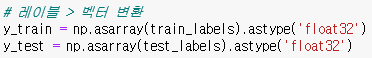 # 레이블 > 벡터 변환
y_train = np.asarray(train_labels).astype('float32')
y_test = np.asarray(test_labels).astype('float32')